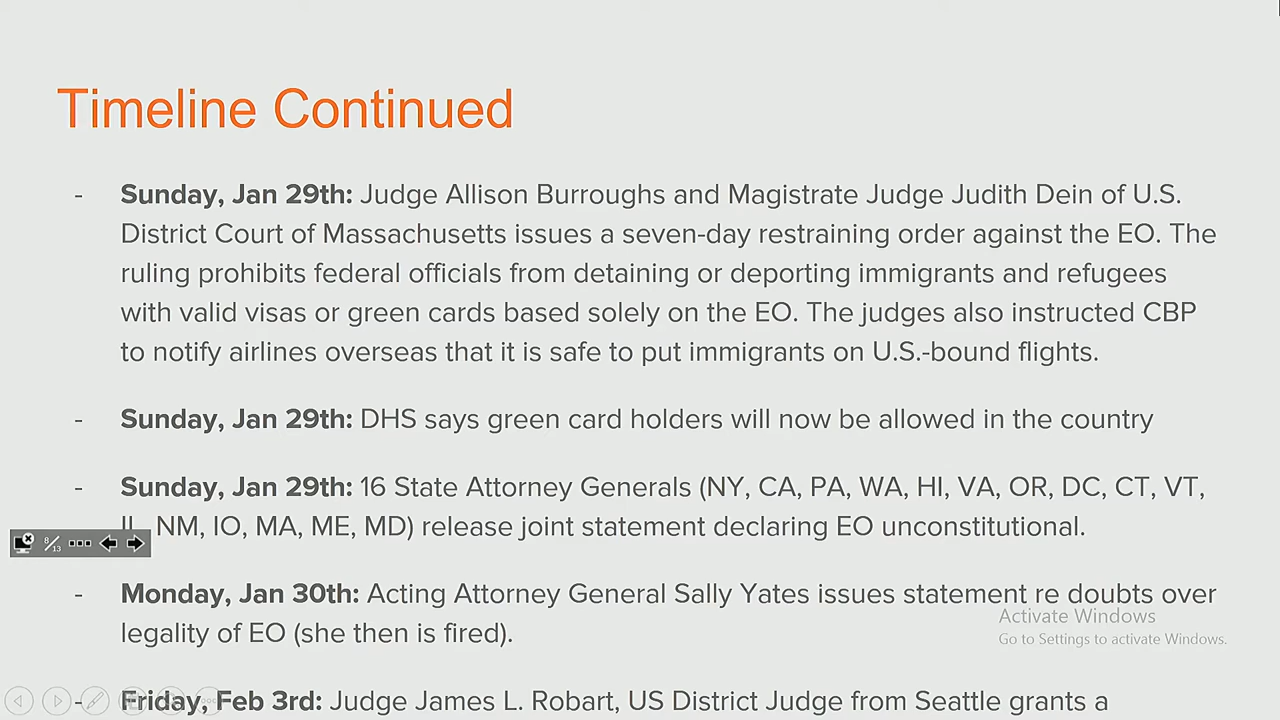 Timeline Continued
- Sunday, Jan 29th: Judge Allison Burroughs and Magistrate Judge Judith Dein of U.S.
District Court of Massachusetts issues a seven-day restraining order against the EO. The
ruling prohibits federal officials from detaining or deporting immigrants and refugees
with valid visas or green cards based solely on the EO. The judges also instructed CBP
to notify airlines overseas that it is safe to put immigrants on U.S.-bound flights.
- Sunday, Jan 29th: DHS says green card holders will now be allowed in the country
- Sunday, Jan 29th: 16 State Attorney Generals (NY, CA, PA, WA, HI, VA, OR, DC, CT, VT,
NM, IO, MA, ME, MD) release joint statement declaring EO unconstitutional.
8/13
- Monday, Jan 30th: Acting Attorney General Sally Yates issues statement re doubts over
legality of EO (she then is fired).
Activate Windows
Go to Settings to activate Windows.
- Friday, Feb 3rd: Judge James L. Robart, US District Judge from Seattle grants a